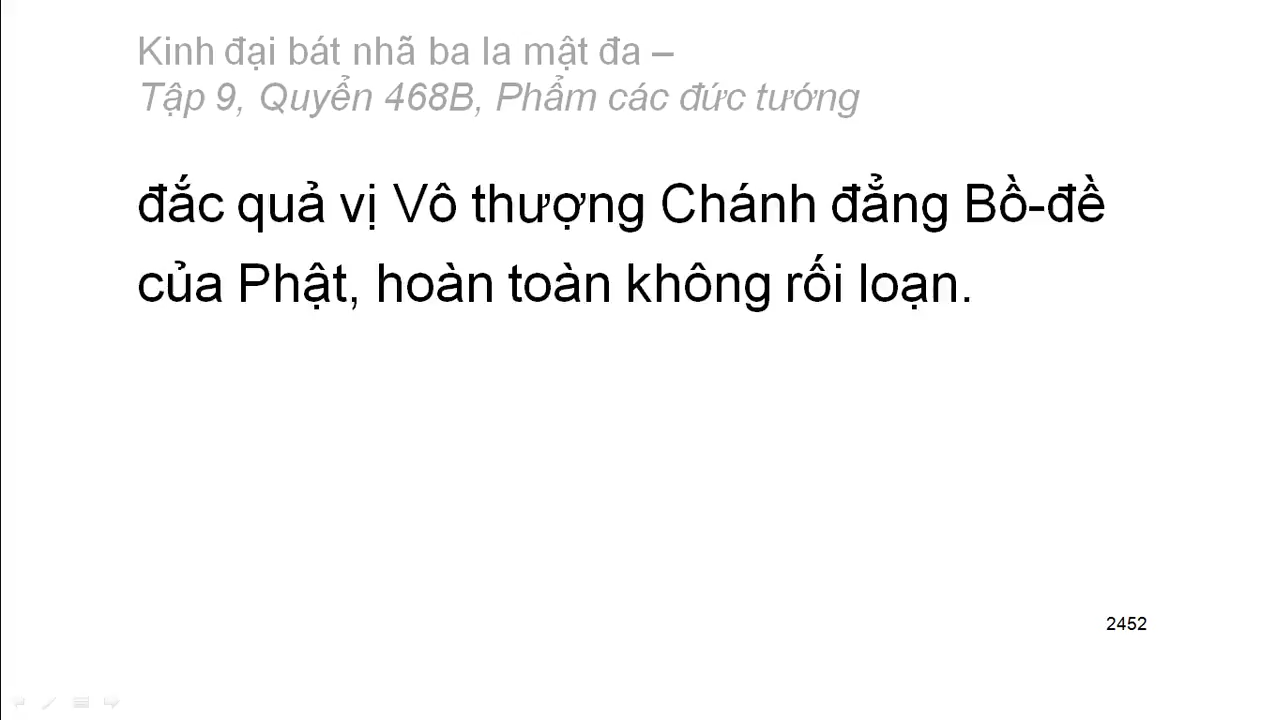 Kinh đại bát nhã ba la mật đa –
Tập 9, Quyển 468B, Phẩm các đức tướng
đắc quả vị Vô thượng Chánh đẳng Bồ-đề
của Phật, hoàn toàn không rối loạn.
2452